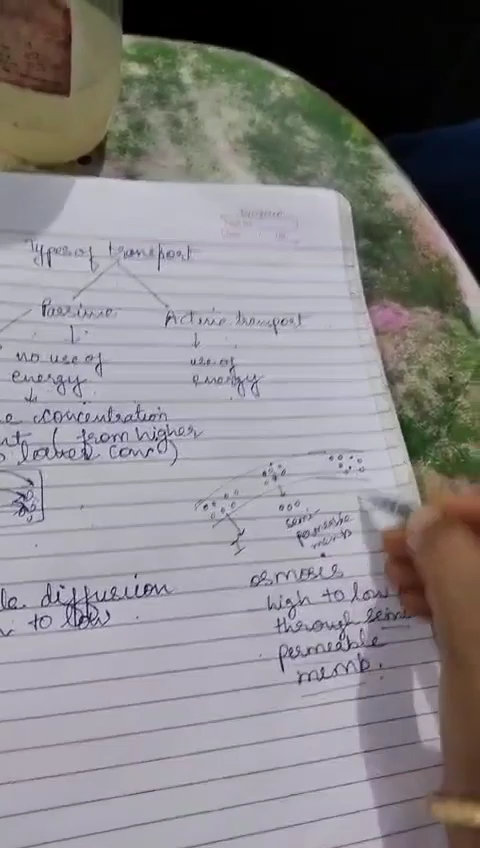 Types of transport
Passive
Active transport
no use of
energy
use of
energy
concentration
(from higher
lower conc)
semi
permeable
memb
diffusion
to low
osmosis
high to low
through semi
permeable
memb.